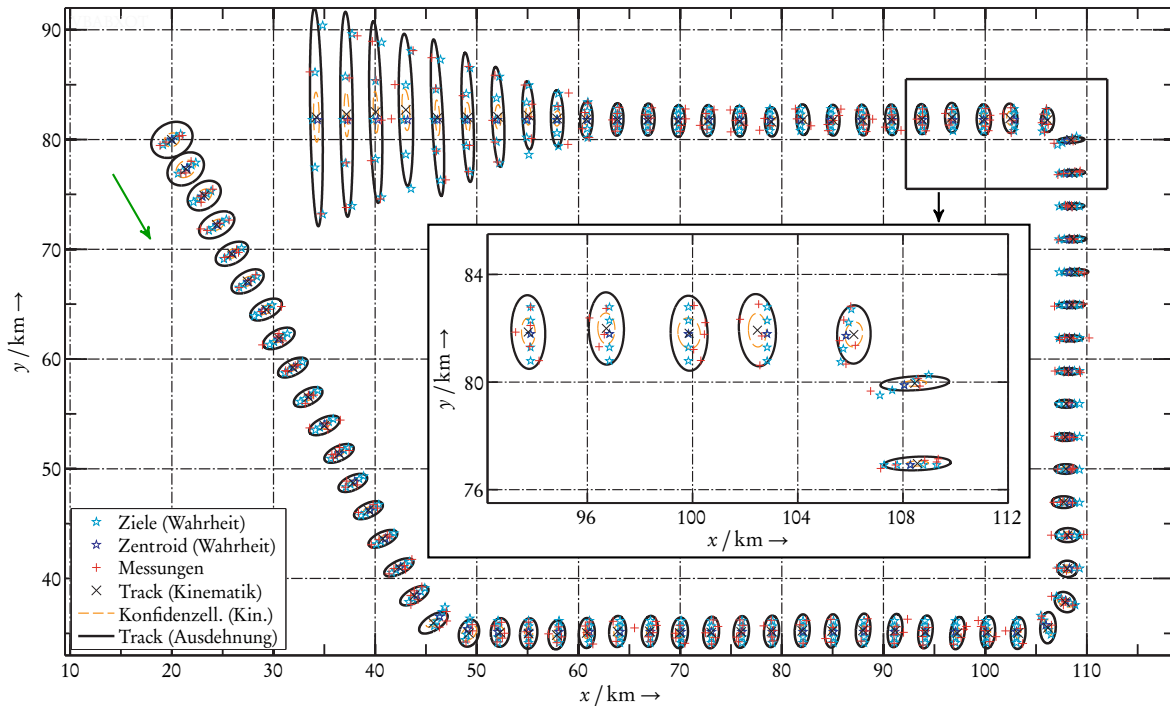 90
80
70
60
50
40
y / km →
84
80
76
y / km →
96
100
104
108
112
x / km →
Ziele (Wahrheit)
Zentroid (Wahrheit)
Messungen
Track (Kinematik)
Konfidenzell. (Kin.)
Track (Ausdehnung)
10
20
30
40
50
60
70
80
90
100
110
x / km →